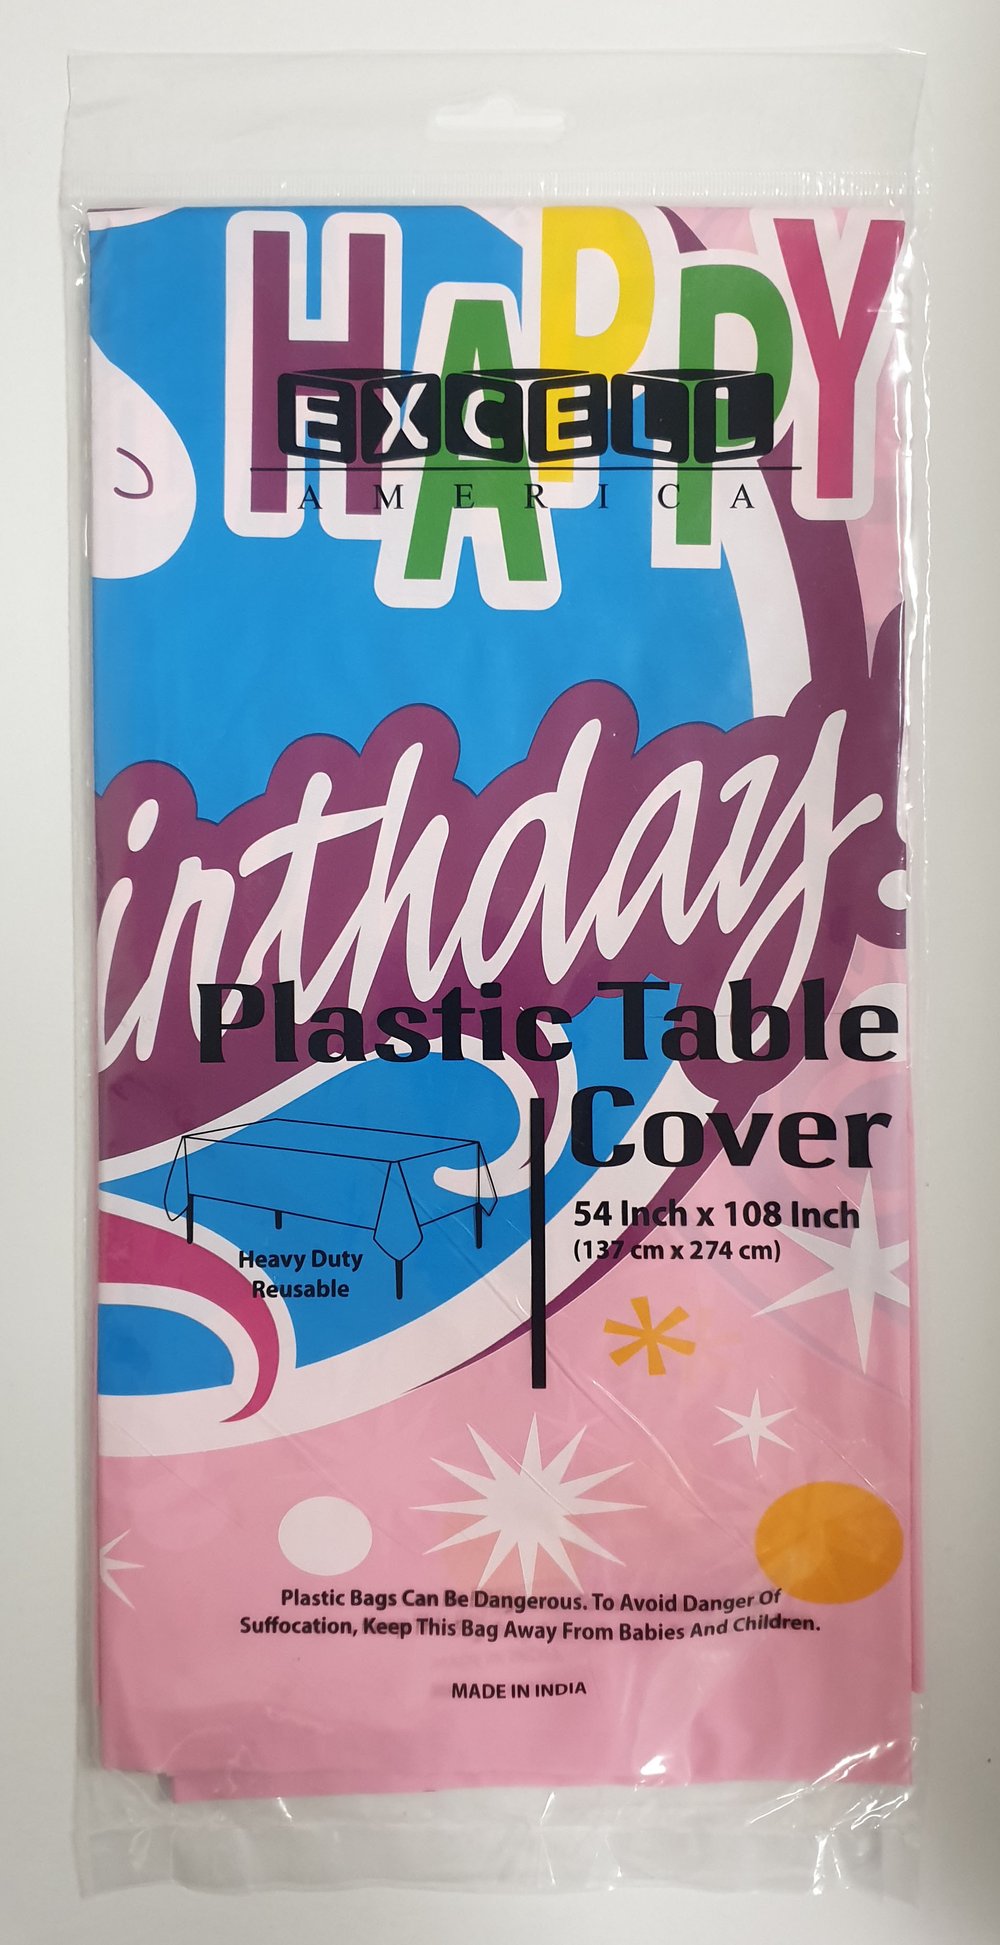 HAPPY
EXCELL
AMERICA
irthday!
Plastic Table
Cover
54 Inch x 108 Inch
(137 cm x 274 cm)
Heavy Duty
Reusable
Plastic Bags Can Be Dangerous. To Avoid Danger Of
Suffocation, Keep This Bag Away From Babies And Children.
MADE IN INDIA